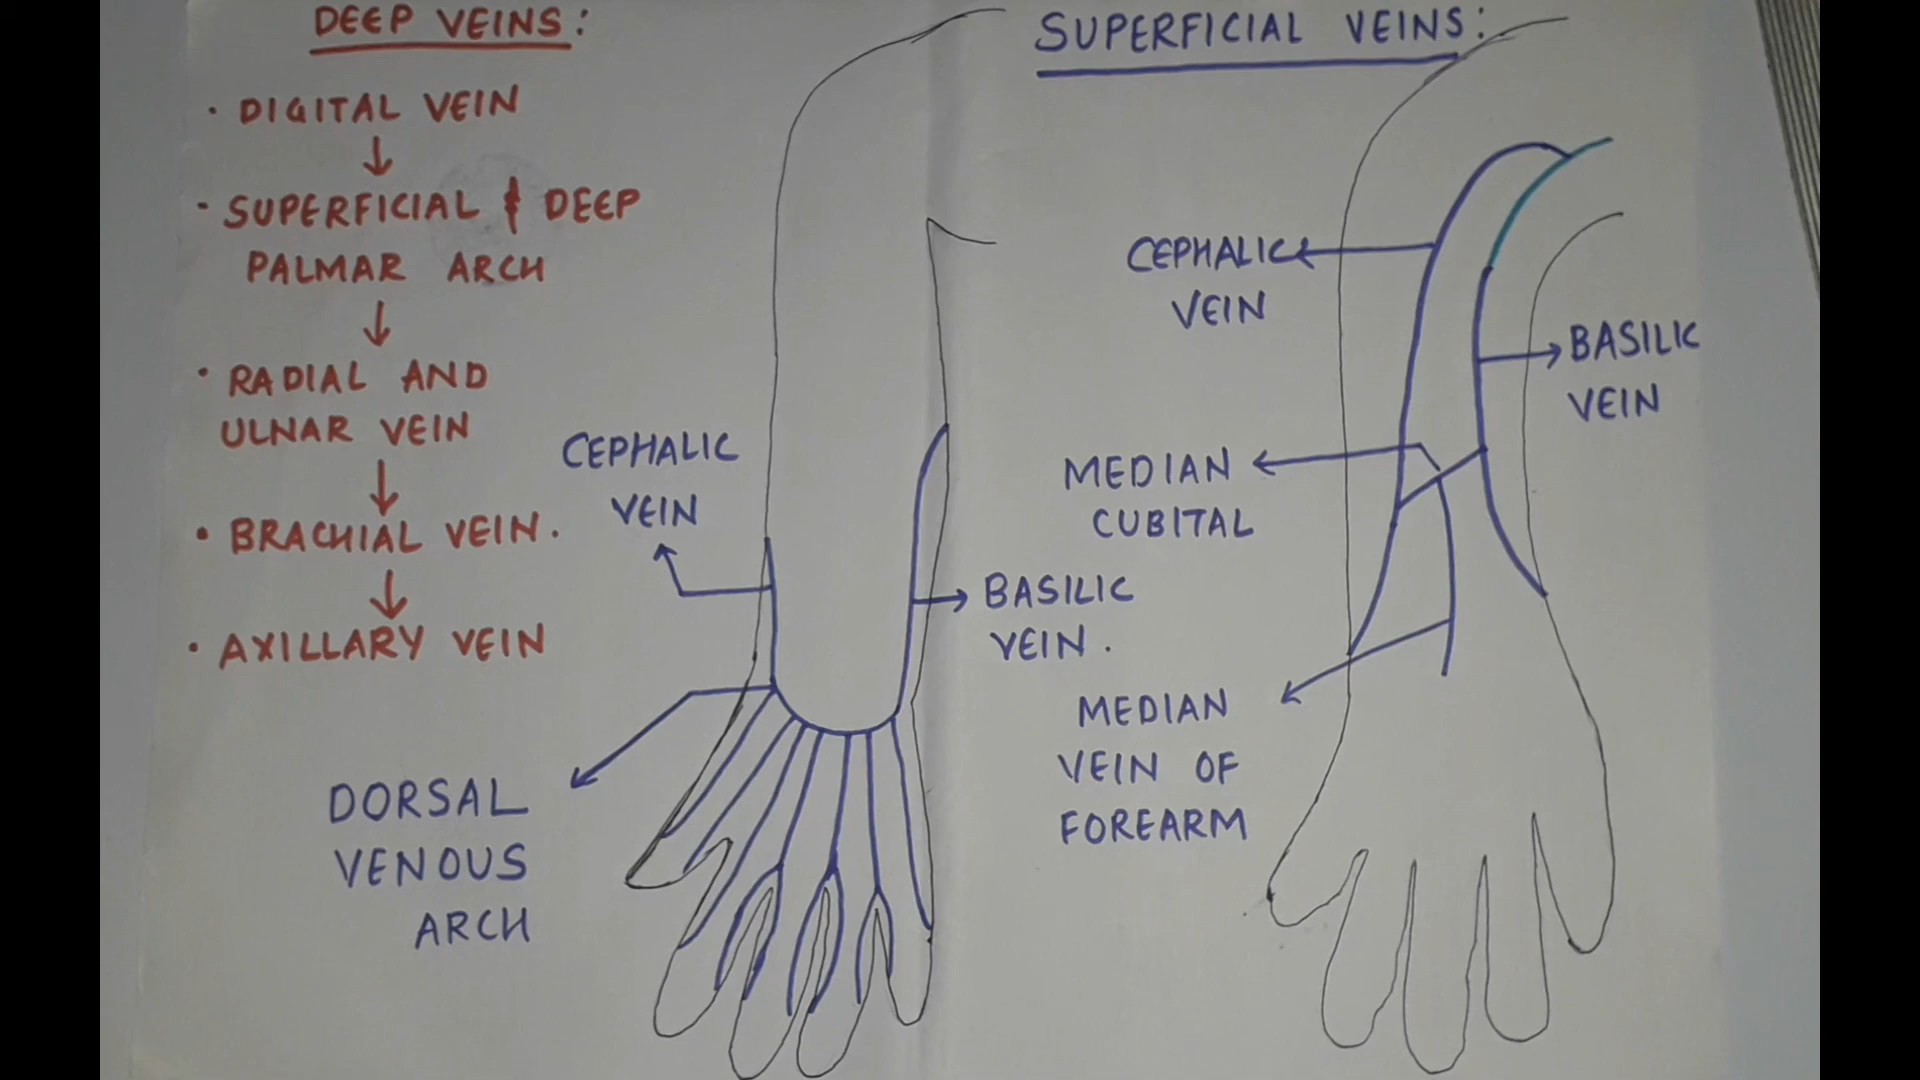 DEEP VEINS:
· DIGITAL VEIN
↓
· SUPERFICIAL & DEEP
PALMAR ARCH
↓
· RADIAL AND
ULNAR VEIN
↓
· BRACHIAL VEIN.
↓
· AXILLARY VEIN
CEPHALIC
VEIN
BASILIC
VEIN.
DORSAL
VENOUS
ARCH
SUPERFICIAL VEINS:
CEPHALIC
VEIN
BASILIC
VEIN
MEDIAN
CUBITAL
MEDIAN
VEIN OF
FOREARM